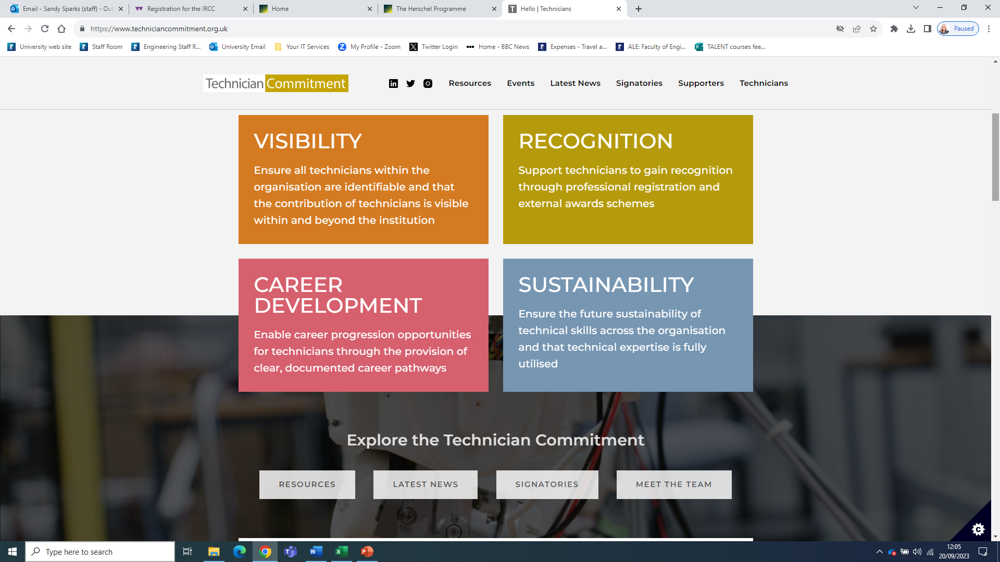 Email - Sandy Sparks (staff) - Out
Registration for the IRCC
Home
The Herschel Programme
Hello | Technicians
https://www.techniciancommitment.org.uk
Paused
University web site
Staff Room
Engineering Staff R...
University Email
Your IT Services
My Profile - Zoom
Twitter Login
Home - BBC News
Expenses - Travel a...
ALE: Faculty of Engi...
TALENT courses fee...
Technician Commitment
Resources
Events
Latest News
Signatories
Supporters
Technicians
VISIBILITY
Ensure all technicians within the
organisation are identifiable and that
the contribution of technicians is visible
within and beyond the institution
RECOGNITION
Support technicians to gain recognition
through professional registration and
external awards schemes
CAREER
DEVELOPMENT
Enable career progression opportunities
for technicians through the provision of
clear, documented career pathways
SUSTAINABILITY
Ensure the future sustainability of
technical skills across the organisation
and that technical expertise is fully
utilised
Explore the Technician Commitment
RESOURCES
LATEST NEWS
SIGNATORIES
MEET THE TEAM
Type here to search
12:05
20/09/2023